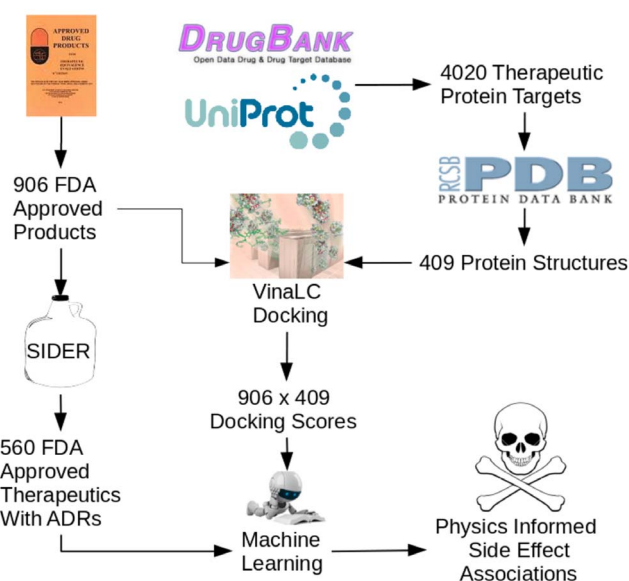 APPROVED
DRUG
PRODUCTS
DRUGBANK
Open Data Drug & Drug Target Database
UniProt
4020 Therapeutic
Protein Targets
RCSB
PDB
PROTEIN DATA BANK
906 FDA
Approved
Products
409 Protein Structures
VinaLC
Docking
SIDER
906 x 409
Docking Scores
560 FDA
Approved
Therapeutics
With ADRs
Machine
Learning
Physics Informed
Side Effect
Associations